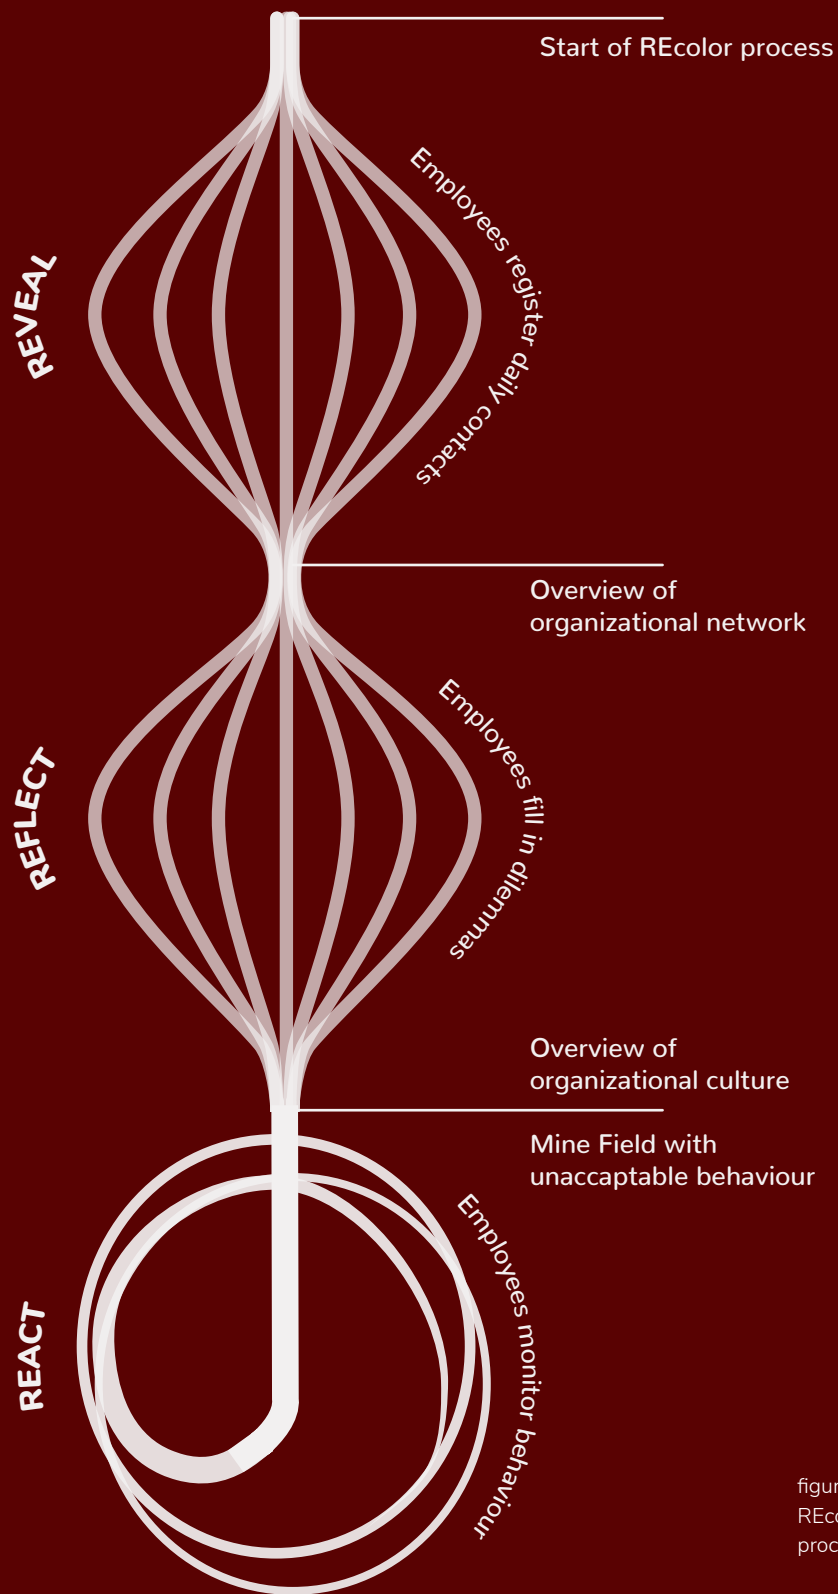 Start of REcolor process
REVEAL
Employees register daily contacts
Overview of
organizational network
REFLECT
Employees fill in dilemmas
Overview of
organizational culture
Mine Field with
unaccaptable behaviour
REACT
Employees monitor behaviour